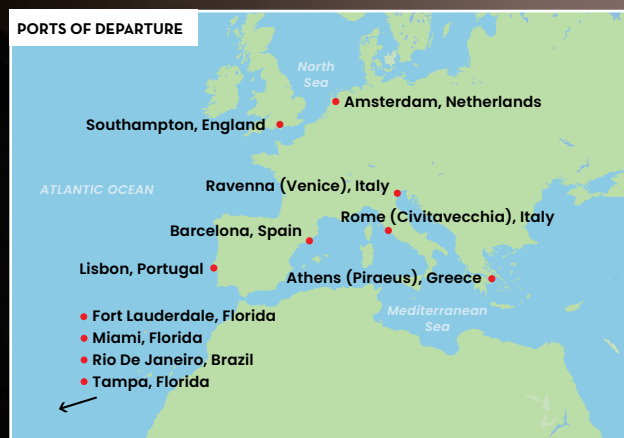 PORTS OF DEPARTURE
North
Sea
Amsterdam, Netherlands
Southampton, England
ATLANTIC OCEAN
Ravenna (Venice), Italy
Rome (Civitavecchia), Italy
Barcelona, Spain
Lisbon, Portugal
Athens (Piraeus), Greece
Mediterranean
Sea
Fort Lauderdale, Florida
Miami, Florida
Rio De Janeiro, Brazil
Tampa, Florida